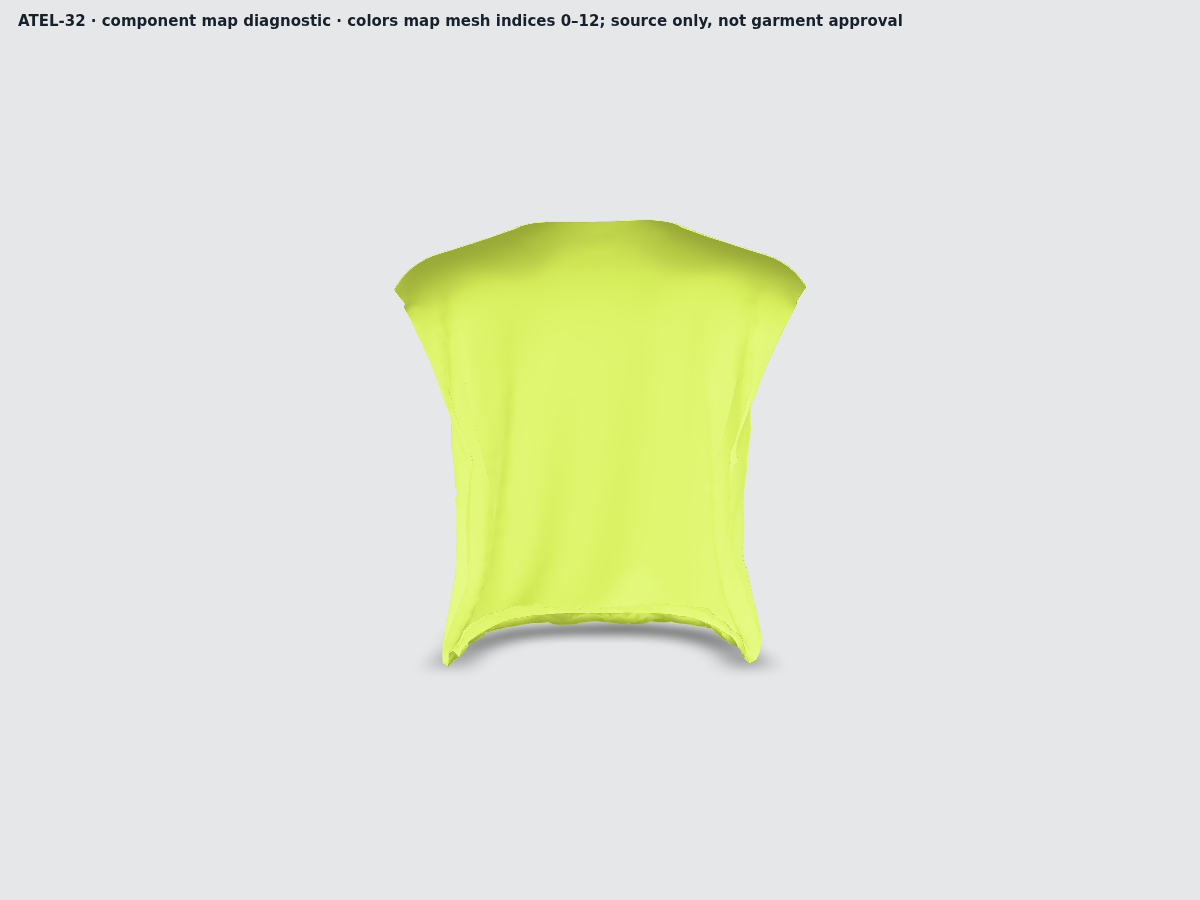 ATEL-32 · component map diagnostic · colors map mesh indices 0–12; source only, not garment approval